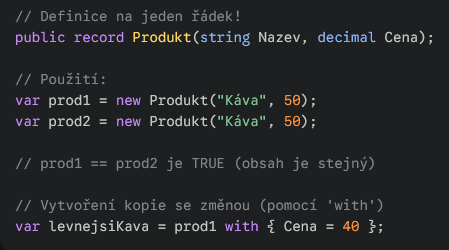 // Definice na jeden řádek!
public record Produkt(string Nazev, decimal Cena);
// Použití:
var prod1 = new Produkt("Káva", 50);
var prod2 = new Produkt("Káva", 50);
// prod1 == prod2 je TRUE (obsah je stejný)
// Vytvoření kopie se změnou (pomocí 'with')
var levnejsiKava = prod1 with { Cena = 40 };